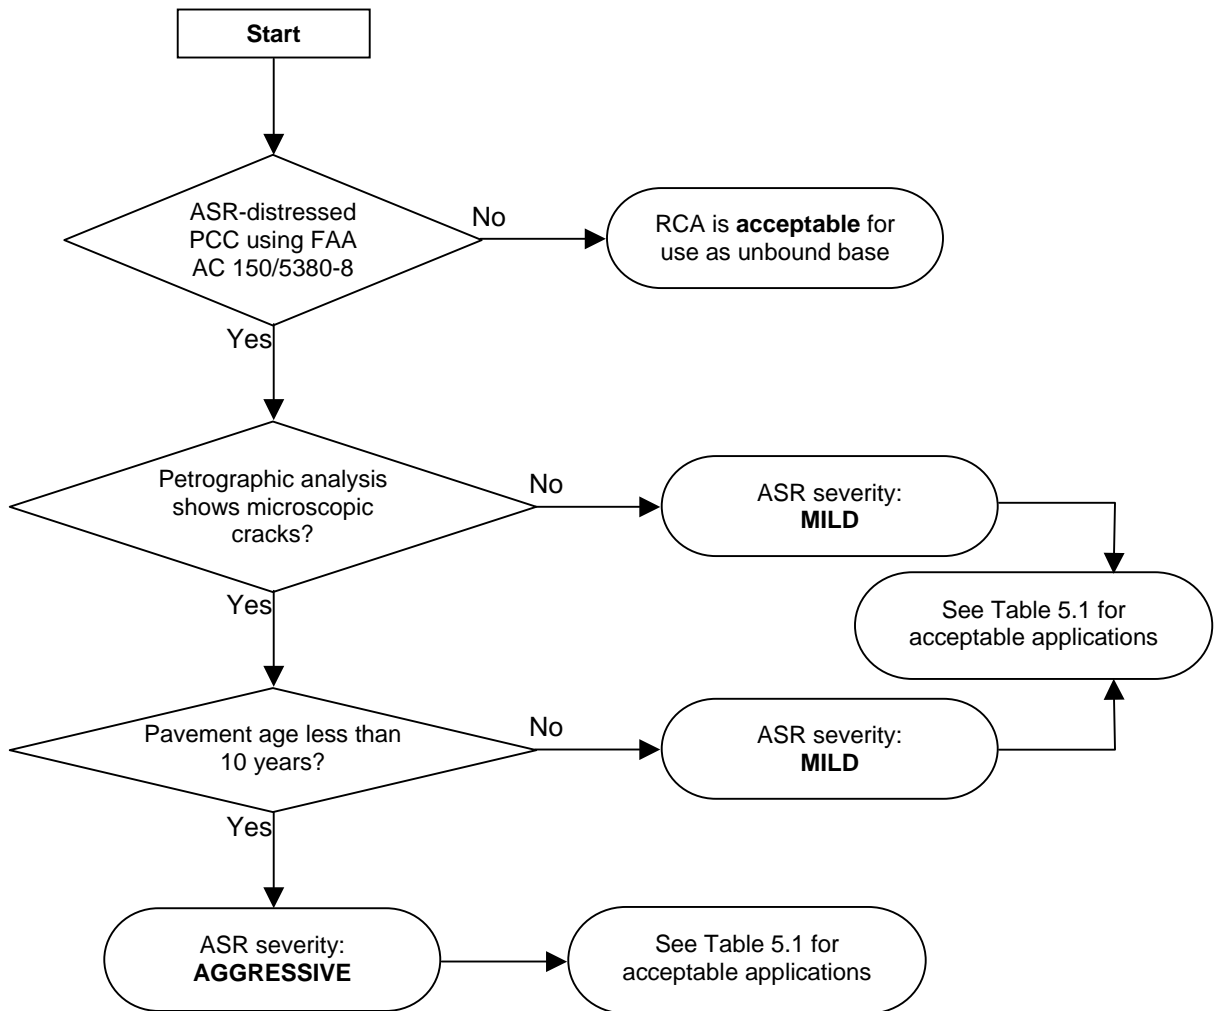 Start
ASR-distressed
PCC using FAA
AC 150/5380-8
No
RCA is acceptable for
use as unbound base
Yes
Petrographic analysis
shows microscopic
cracks?
No
ASR severity:
MILD
See Table 5.1 for
acceptable applications
Yes
Pavement age less than
10 years?
No
ASR severity:
MILD
Yes
ASR severity:
AGGRESSIVE
See Table 5.1 for
acceptable applications